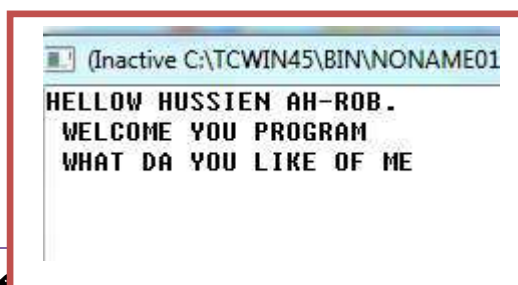 (Inactive C:\TCWIN45\BIN\NONAME01
HELLOW HUSSIEN AH-ROB.
WELCOME YOU PROGRAM
WHAT DA YOU LIKE OF ME